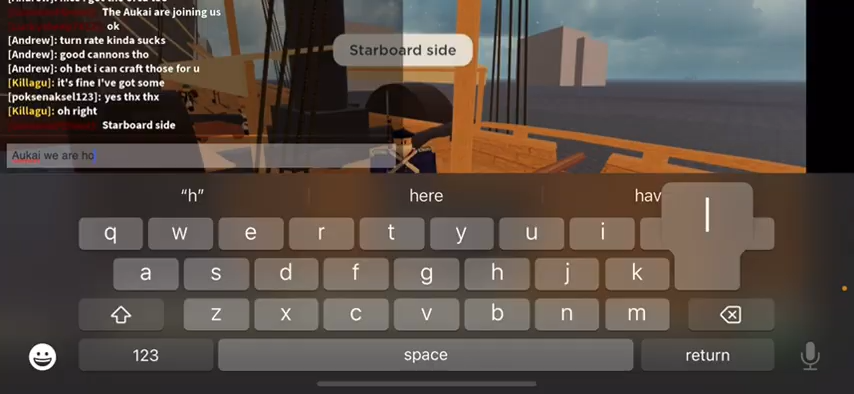 The Aukai are joining us
ok
[Andrew]: turn rate kinda sucks
[Andrew]: good cannons tho
[Andrew]: oh bet i can craft those for u
[Killagu]: it's fine I've got some
[poksenaksel123]: yes thx thx
[Killagu]: oh right
Starboard side
Starboard side
Aukai we are ho
"h" here hav
q w e r t y u i
a s d f g h j k l
z x c v b n m
123 space return